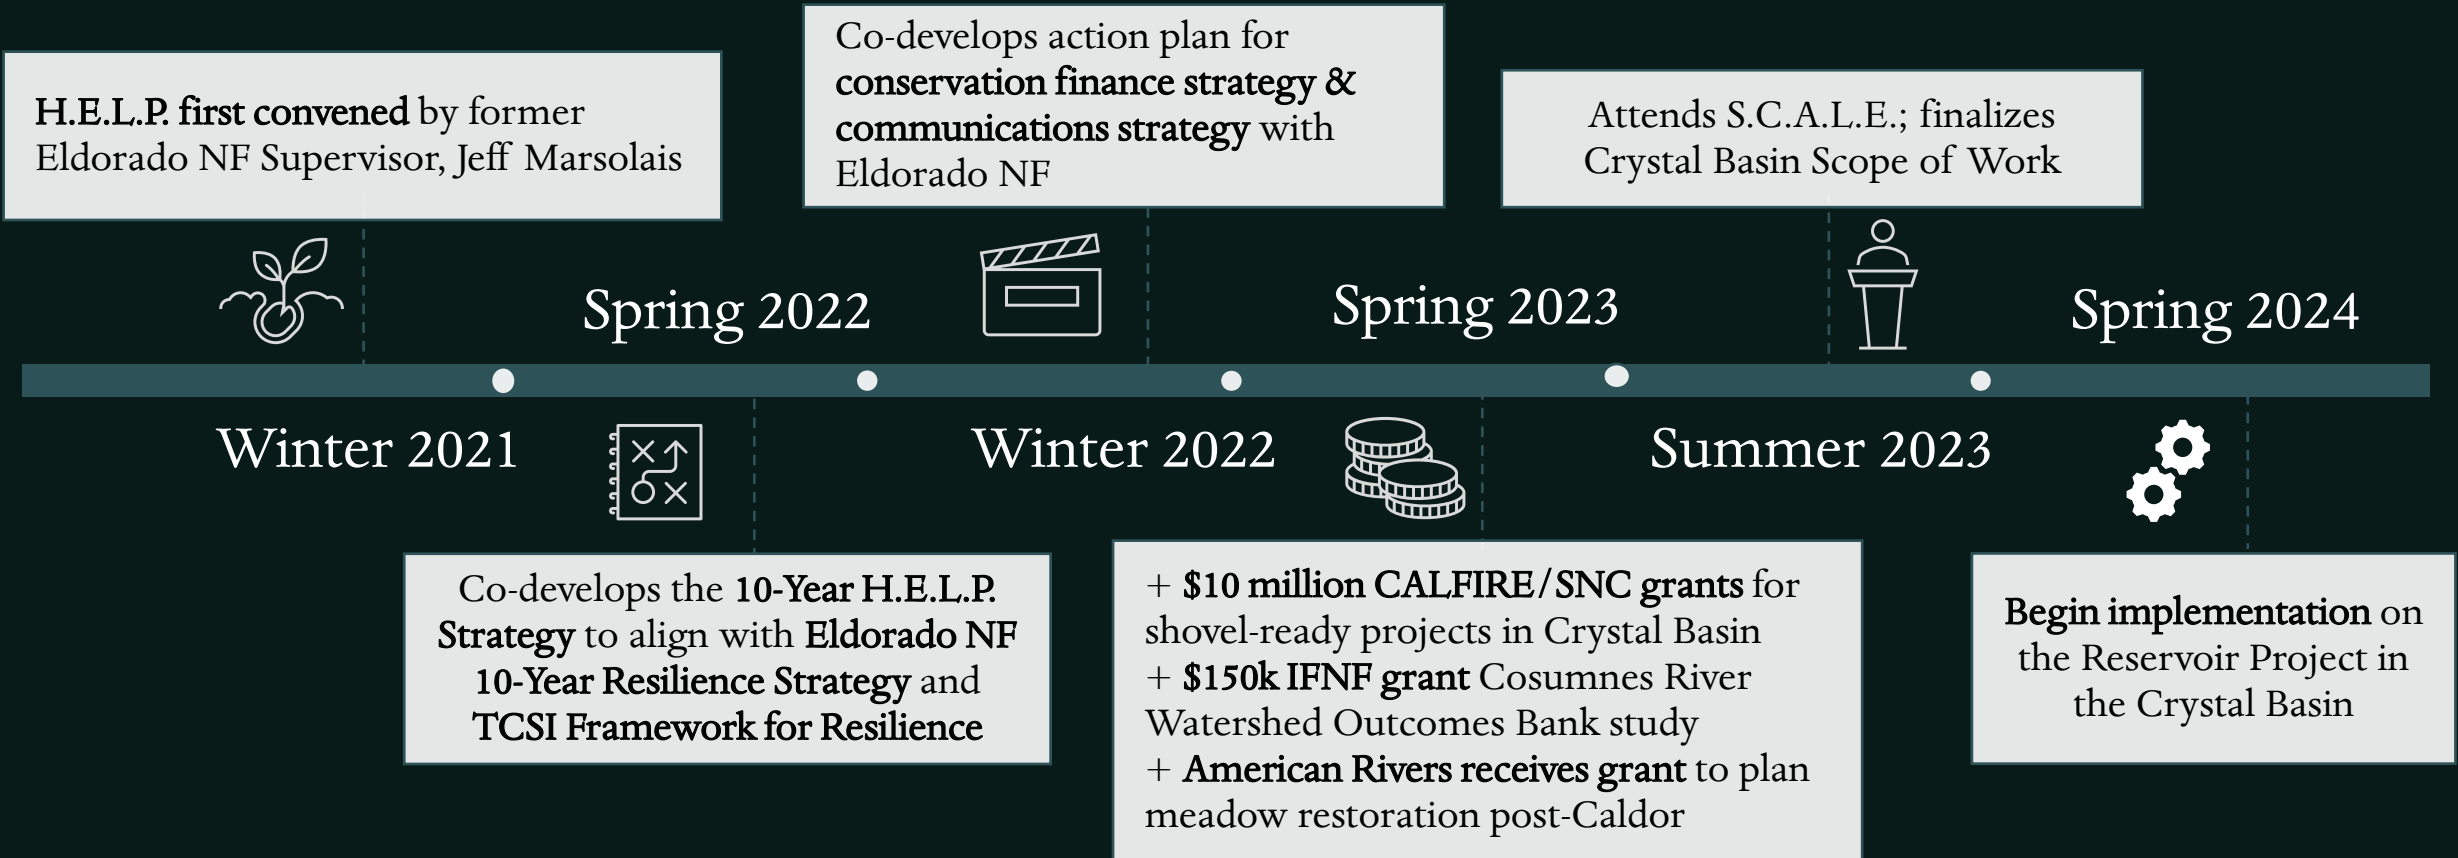 H.E.L.P. first convened by former
Eldorado NF Supervisor, Jeff Marsolais
Winter 2021
Spring 2022
Co-develops the 10-Year H.E.L.P.
Strategy to align with Eldorado NF
10-Year Resilience Strategy and
TCSI Framework for Resilience
Co-develops action plan for
conservation finance strategy &
communications strategy with
Eldorado NF
Winter 2022
Spring 2023
+ $10 million CALFIRE/SNC grants for
shovel-ready projects in Crystal Basin
+ $150k IFNF grant Cosumnes River
Watershed Outcomes Bank study
+ American Rivers receives grant to plan
meadow restoration post-Caldor
Attends S.C.A.L.E.; finalizes
Crystal Basin Scope of Work
Summer 2023
Spring 2024
Begin implementation on
the Reservoir Project in
the Crystal Basin